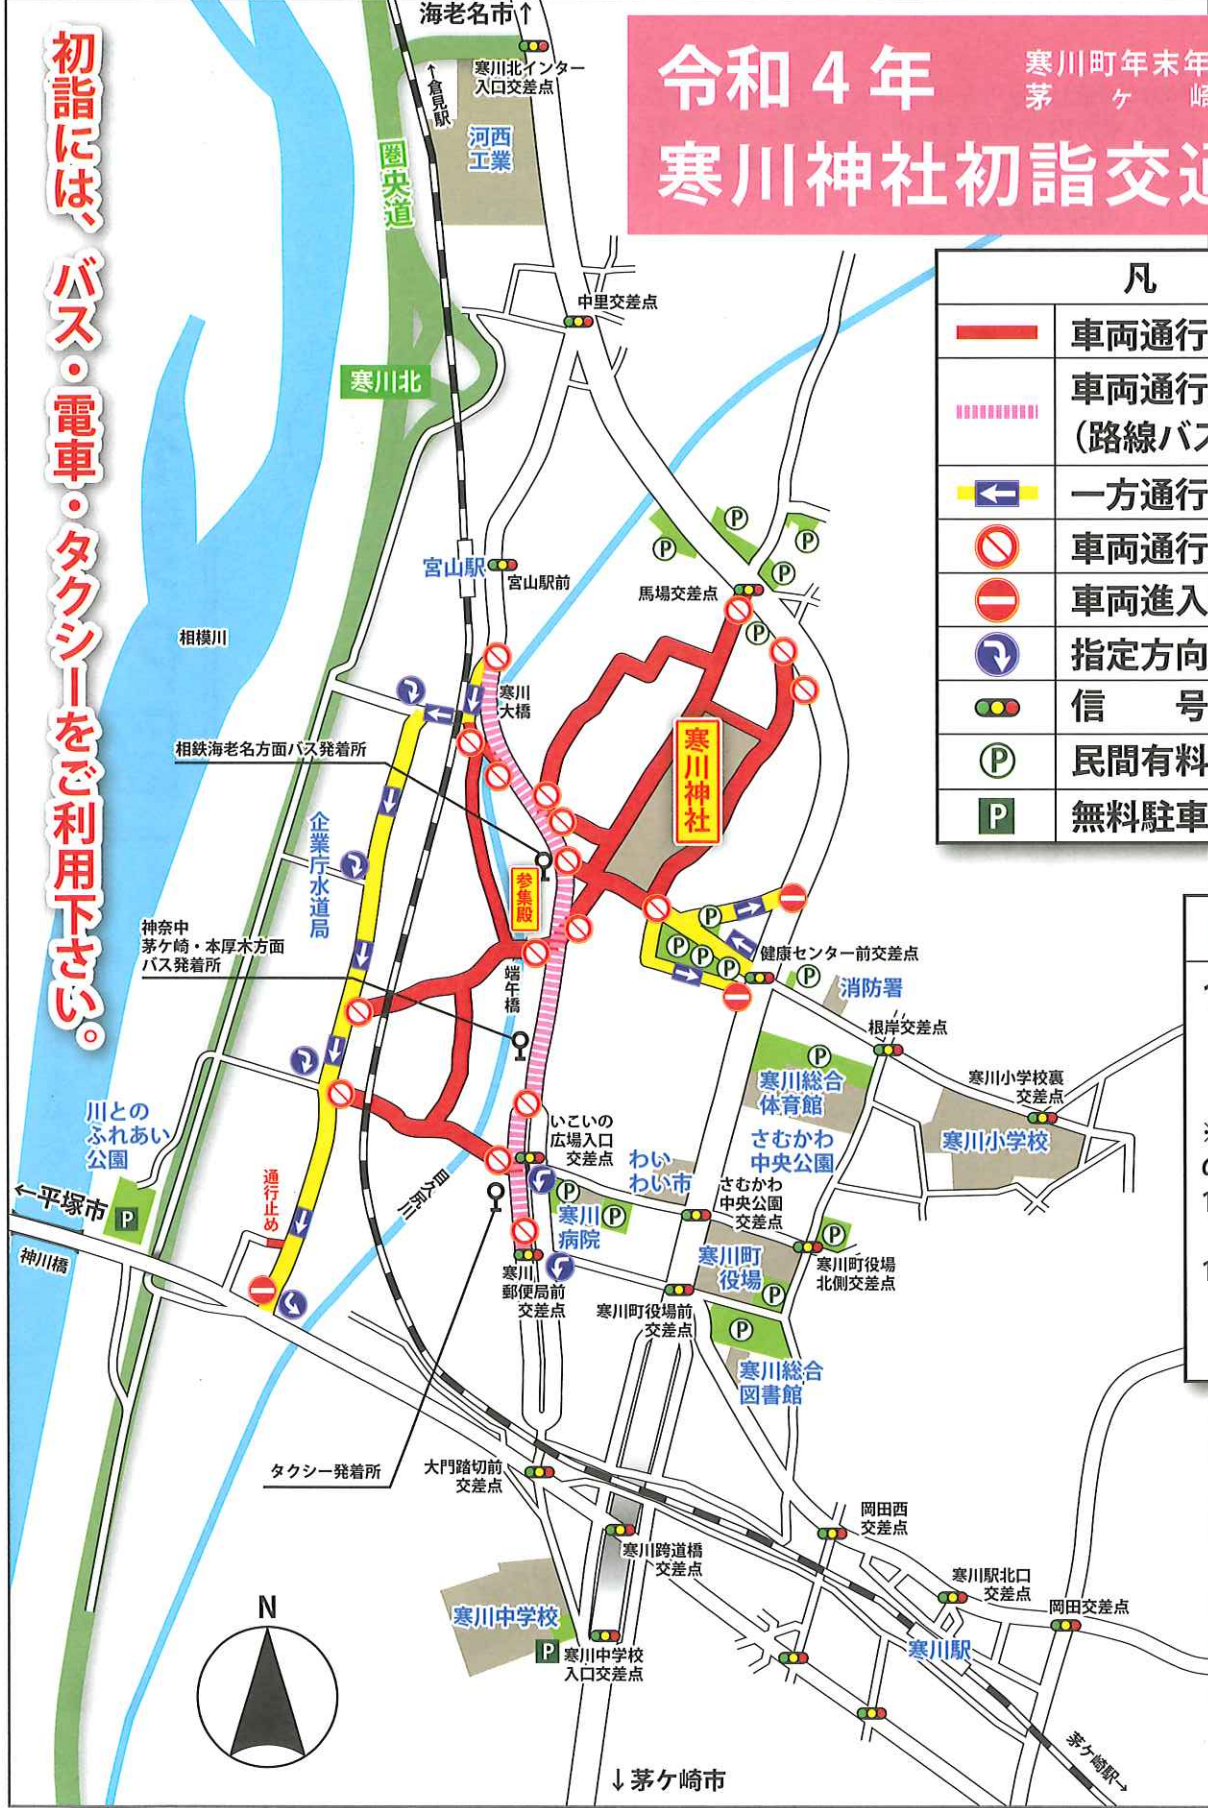 初詣には、バス・電車・タクシーをご利用下さい。
令和4年
寒川町年末年
茅ケ崎
寒川神社初詣交通
凡
車両通行
車両通行
(路線バス
一方通行
車両通行
車両進入
指定方向
信号
P
民間有料
P
無料駐車
海老名市↑
寒川北インター
入口交差点
↑倉見駅
河西
工業
圏央道
中里交差点
寒川北
宮山駅
宮山駅前
相模川
P
P
P
P
馬場交差点
P
寒川
大橋
相鉄海老名方面バス発着所
寒川神社
企業庁水道局
参集殿
神奈中
茅ケ崎・本厚木方面
バス発着所
端午橋
P
P
P
P
健康センター前交差点
P
消防署
根岸交差点
P
寒川総合
体育館
寒川小学校裏
交差点
寒川小学校
川との
ふれあい
公園
いこいの
広場入口
交差点
わい
わい市
さむかわ
中央公園
さむかわ
中央公園
交差点
←平塚市
P
通行止め
目久尻川
P
寒川
病院
P
P
神川橋
寒川
郵便局前
交差点
寒川町
役場
P
寒川町役場
北側交差点
寒川町役場前
交差点
P
寒川総合
図書館
タクシー発着所
大門踏切前
交差点
岡田西
交差点
寒川跨道橋
交差点
寒川駅北口
交差点
岡田交差点
寒川中学校
P
寒川中学校
入口交差点
寒川駅
N
茅ケ崎駅→
↓茅ケ崎市